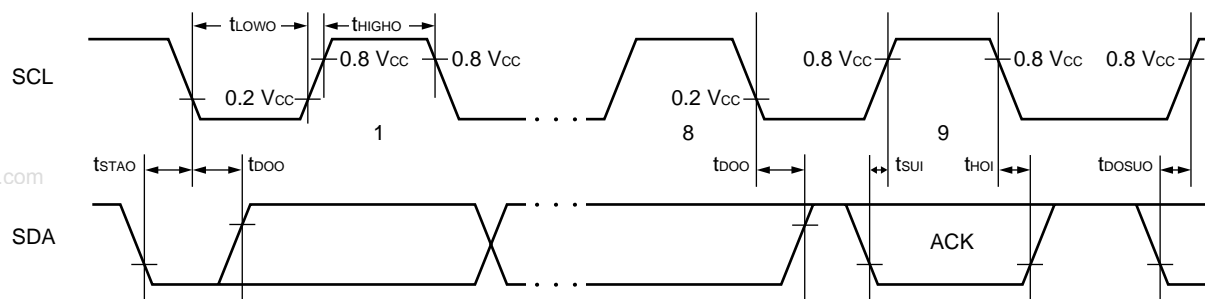 tLOWO tHIGHO
SCL 0.8 VCC 0.8 VCC 0.8 VCC 0.8 VCC 0.8 VCC
0.2 VCC 0.2 VCC
1 8 9
tSTAO tDOO tDOO tSUI tHOI tDOSUO
.com
SDA ACK